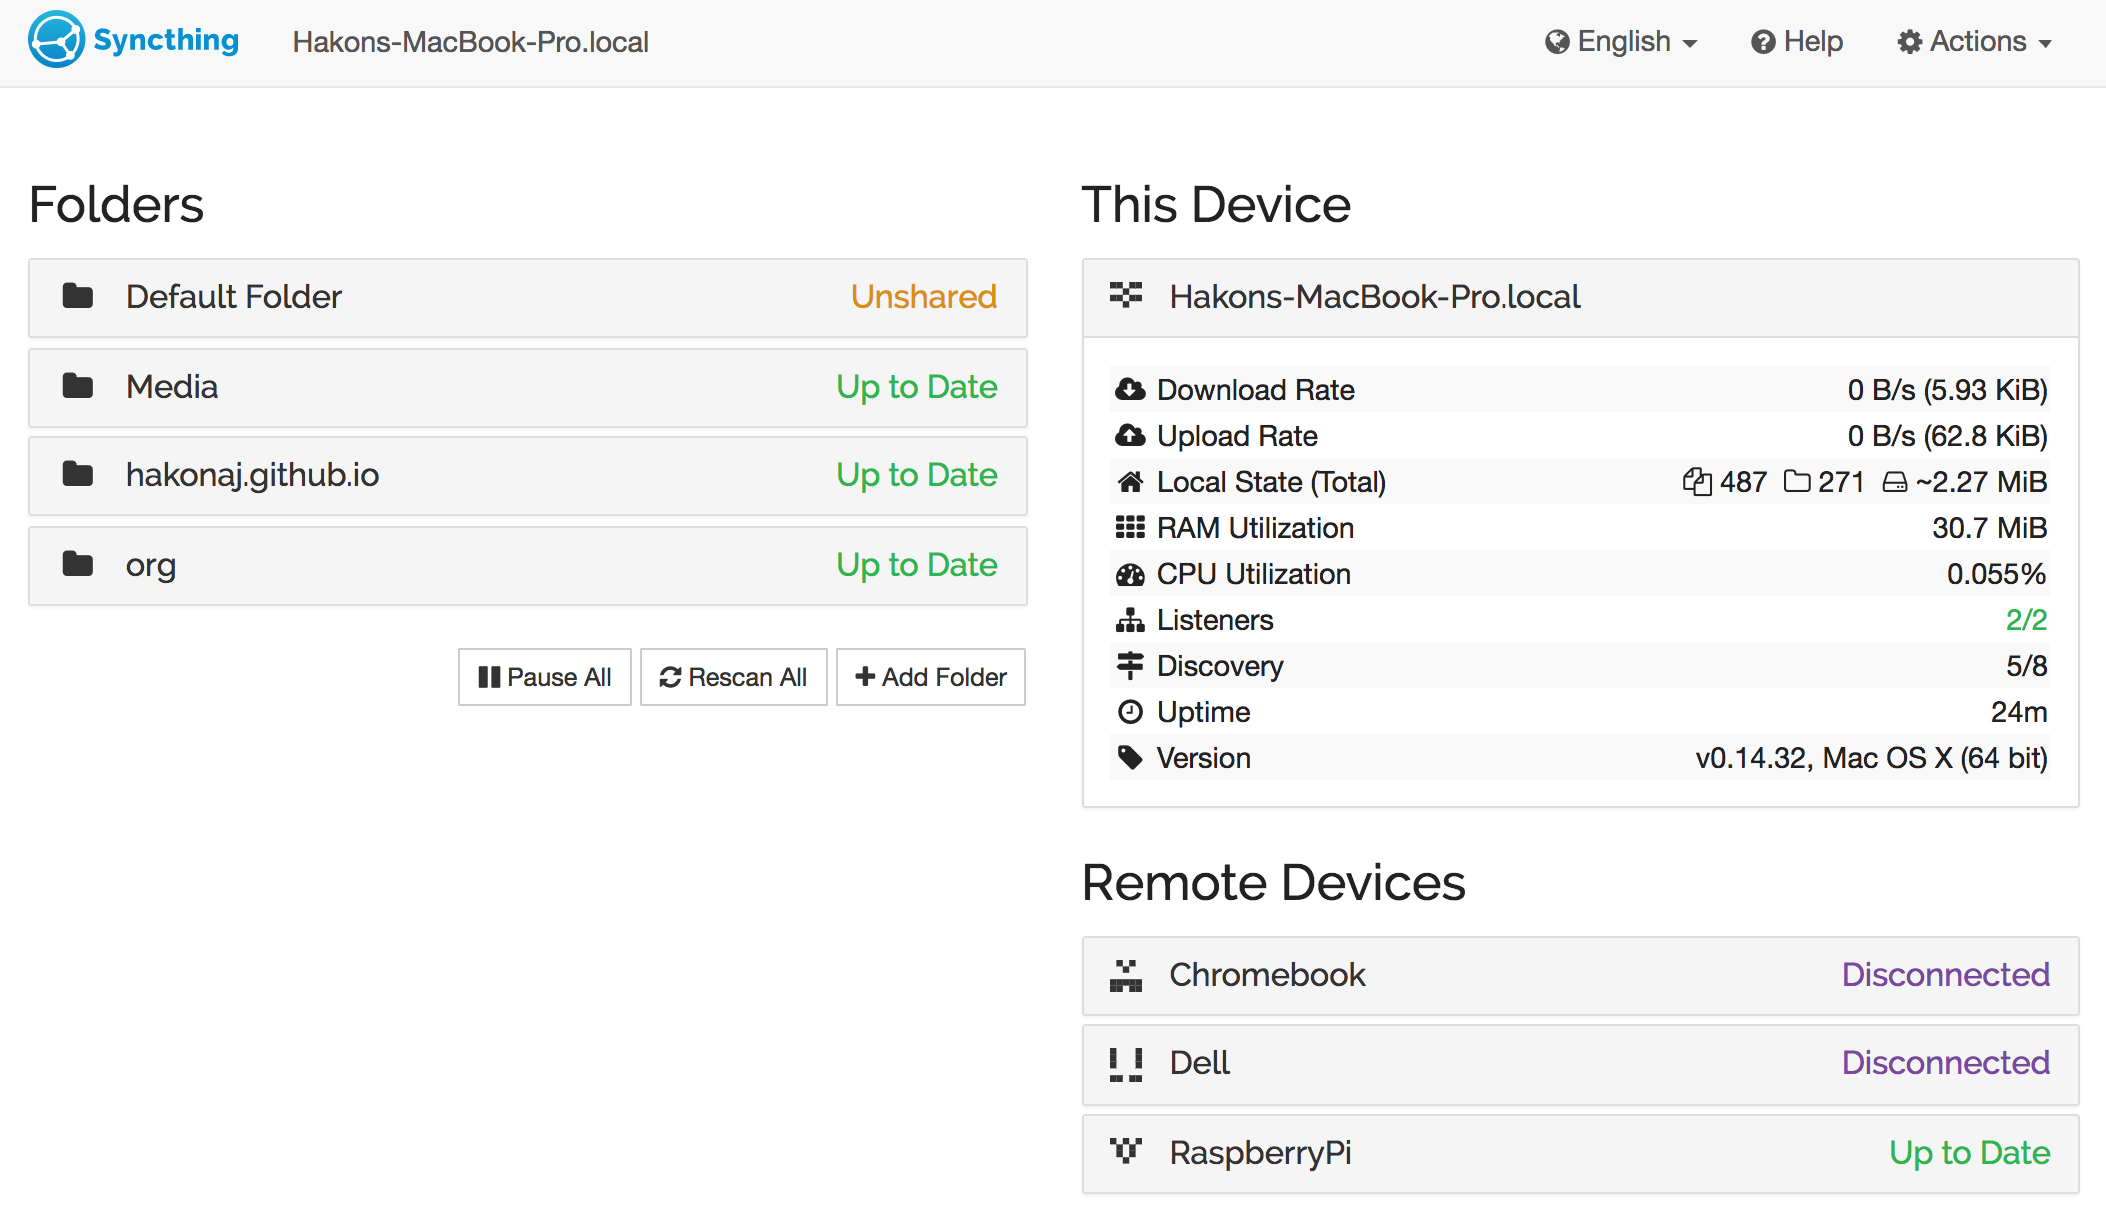 Syncthing Hakons-MacBook-Pro.local English Help Actions
Folders
Default Folder Unshared
Media Up to Date
hakonaj.github.io Up to Date
org Up to Date
Pause All Rescan All Add Folder
This Device
Hakons-MacBook-Pro.local
Download Rate 0 B/s (5.93 KiB)
Upload Rate 0 B/s (62.8 KiB)
Local State (Total) 487 271 ~2.27 MiB
RAM Utilization 30.7 MiB
CPU Utilization 0.055%
Listeners 2/2
Discovery 5/8
Uptime 24m
Version v0.14.32, Mac OS X (64 bit)
Remote Devices
Chromebook Disconnected
Dell Disconnected
RaspberryPi Up to Date